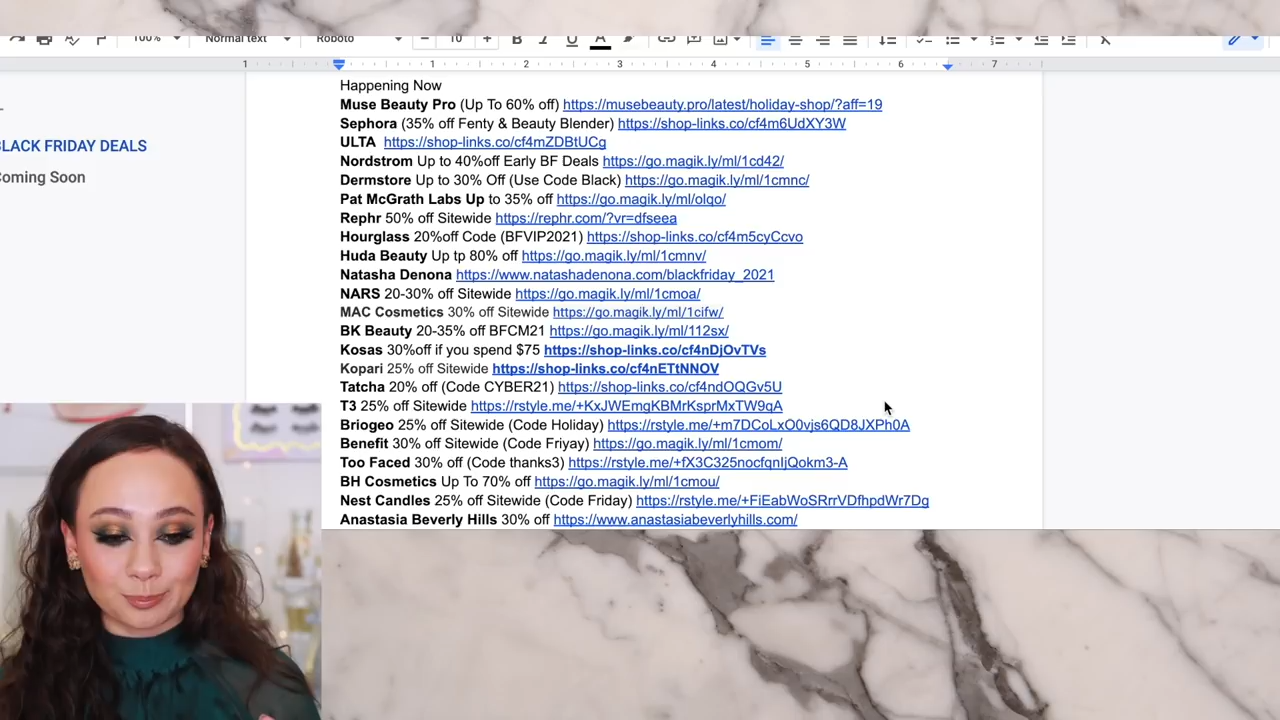 100%
Normal text
Roboto
10
1
1
2
3
4
5
6
7
BLACK FRIDAY DEALS
Coming Soon
Happening Now
Muse Beauty Pro (Up To 60% off) https://musebeauty.pro/latest/holiday-shop/?aff=19
Sephora (35% off Fenty & Beauty Blender) https://shop-links.co/cf4m6UdXY3W
ULTA https://shop-links.co/cf4mZDBtUCg
Nordstrom Up to 40%off Early BF Deals https://go.magik.ly/ml/1cd42/
Dermstore Up to 30% Off (Use Code Black) https://go.magik.ly/ml/1cmnc/
Pat McGrath Labs Up to 35% off https://go.magik.ly/ml/olqo/
Rephr 50% off Sitewide https://rephr.com/?vr=dfseea
Hourglass 20%off Code (BFVIP2021) https://shop-links.co/cf4m5cyCcvo
Huda Beauty Up tp 80% off https://go.magik.ly/ml/1cmnv/
Natasha Denona https://www.natashadenona.com/blackfriday_2021
NARS 20-30% off Sitewide https://go.magik.ly/ml/1cmoa/
MAC Cosmetics 30% off Sitewide https://go.magik.ly/ml/1cifw/
BK Beauty 20-35% off BFCM21 https://go.magik.ly/ml/112sx/
Kosas 30%off if you spend $75 https://shop-links.co/cf4nDjOvTVs
Kopari 25% off Sitewide https://shop-links.co/cf4nETtNNOV
Tatcha 20% off (Code CYBER21) https://shop-links.co/cf4ndOQGv5U
T3 25% off Sitewide https://rstyle.me/+KxJWEmgKBMrKsprMxTW9qA
Briogeo 25% off Sitewide (Code Holiday) https://rstyle.me/+m7DCoLxO0vjs6QD8JXPh0A
Benefit 30% off Sitewide (Code Friyay) https://go.magik.ly/ml/1cmom/
Too Faced 30% off (Code thanks3) https://rstyle.me/+fX3C325nocfqnIjQokm3-A
BH Cosmetics Up To 70% off https://go.magik.ly/ml/1cmou/
Nest Candles 25% off Sitewide (Code Friday) https://rstyle.me/+FiEabWoSRrrVDfhpdWr7Dg
Anastasia Beverly Hills 30% off https://www.anastasiabeverlyhills.com/